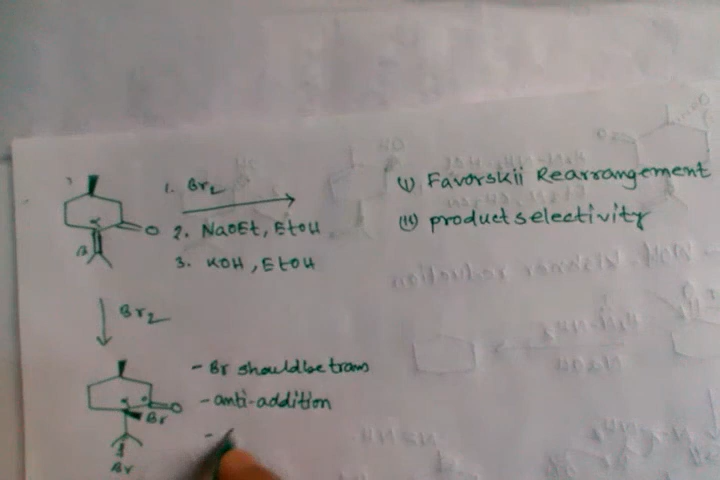 1. Br2
2. NaOEt, EtOH
3. KOH, EtOH
(i) Favorskii Rearrangement
(ii) product selectivity
O
α
β
Br2
- Br should be trans
- anti-addition
-
O
Br
Br